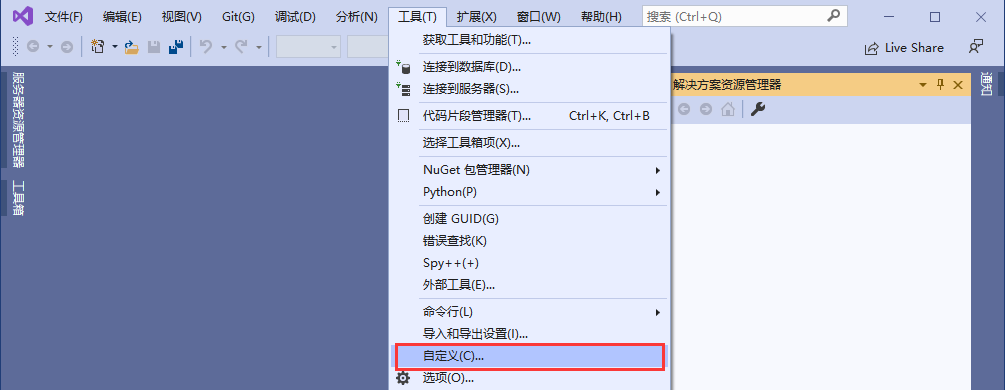 文件(F) 编辑(E) 视图(V) Git(G) 调试(D) 分析(N) 工具(T) 扩展(X) 窗口(W) 帮助(H) 搜索 (Ctrl+Q)
Live Share
服务器资源管理器
工具箱
获取工具和功能(T)...
连接到数据库(D)...
连接到服务器(S)...
代码片段管理器(T)... Ctrl+K, Ctrl+B
选择工具箱项(X)...
NuGet 包管理器(N)
Python(P)
创建 GUID(G)
错误查找(K)
Spy++(+)
外部工具(E)...
命令行(L)
导入和导出设置(I)...
自定义(C)...
选项(O)...
解决方案资源管理器
通知